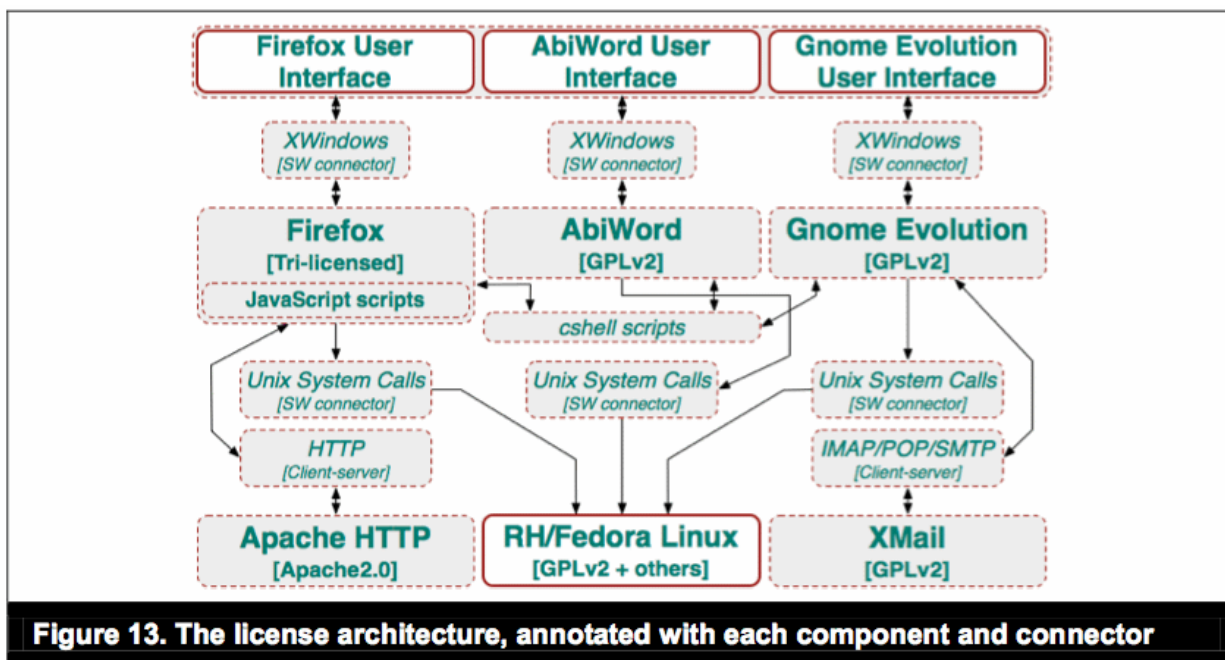 Firefox User
Interface
AbiWord User
Interface
Gnome Evolution
User Interface
XWindows
[SW connector]
XWindows
[SW connector]
XWindows
[SW connector]
Firefox
[Tri-licensed]
JavaScript scripts
AbiWord
[GPLv2]
Gnome Evolution
[GPLv2]
cshell scripts
Unix System Calls
[SW connector]
Unix System Calls
[SW connector]
Unix System Calls
[SW connector]
HTTP
[Client-server]
IMAP/POP/SMTP
[Client-server]
Apache HTTP
[Apache2.0]
RH/Fedora Linux
[GPLv2 + others]
XMail
[GPLv2]
Figure 13. The license architecture, annotated with each component and connector